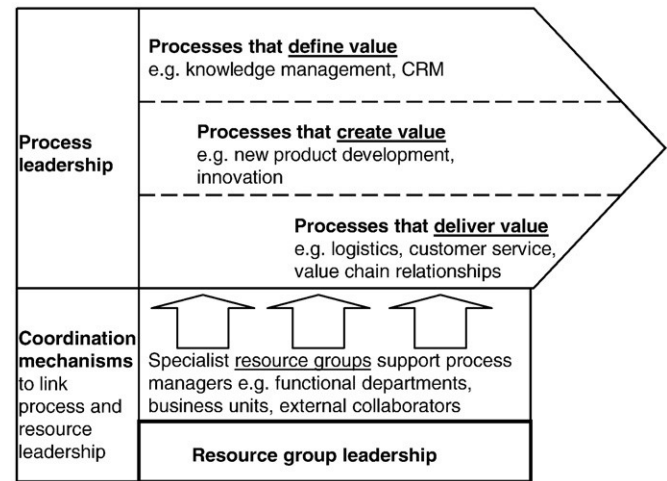 Processes that define value
e.g. knowledge management, CRM
Processes that create value
e.g. new product development,
innovation
Process
leadership
Processes that deliver value
e.g. logistics, customer service,
value chain relationships
Coordination
mechanisms
to link
process and
resource
leadership
Specialist resource groups support process
managers e.g. functional departments,
business units, external collaborators
Resource group leadership